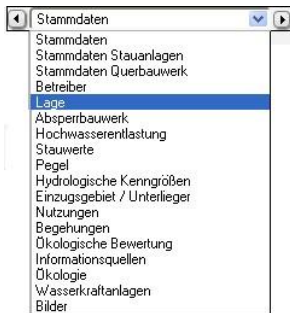 Stammdaten
Stammdaten
Stammdaten Stauanlagen
Stammdaten Querbauwerk
Betreiber
Lage
Absperrbauwerk
Hochwasserentlastung
Stauwerte
Pegel
Hydrologische Kenngrößen
Einzugsgebiet / Unterlieger
Nutzungen
Begehungen
Ökologische Bewertung
Informationsquellen
Ökologie
Wasserkraftanlagen
Bilder